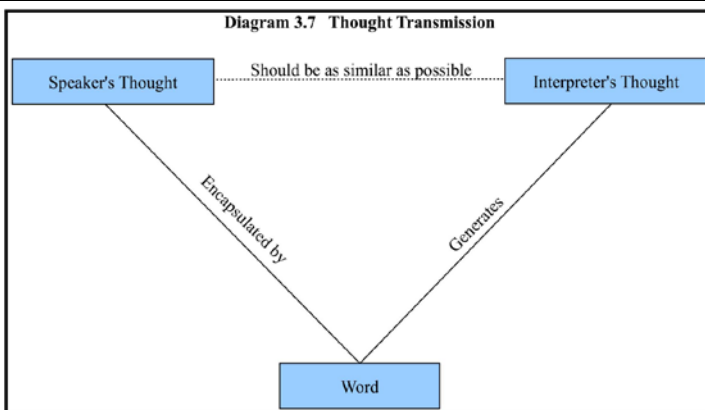 Diagram 3.7 Thought Transmission
Should be as similar as possible
Speaker's Thought
Interpreter's Thought
Encapsulated by
Generates
Word